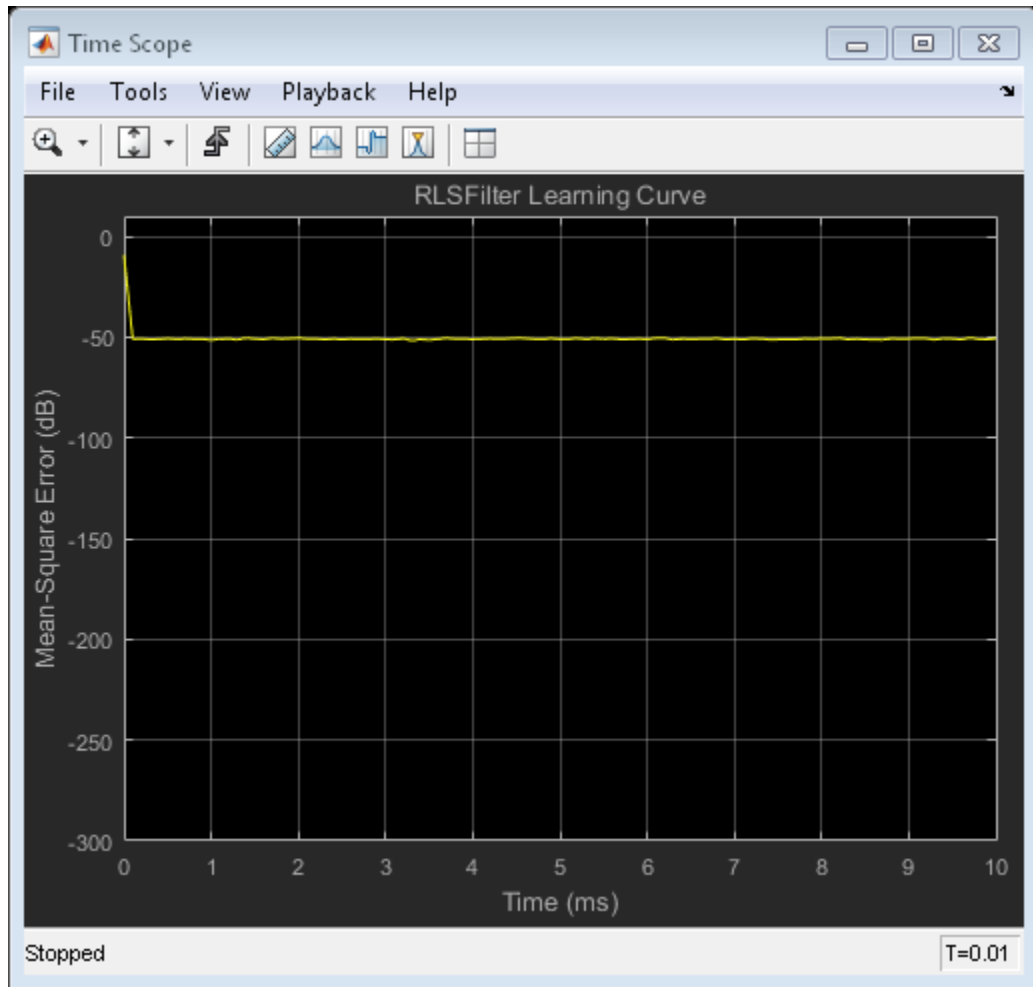 Time Scope
File Tools View Playback Help
RLSFilter Learning Curve
0
-50
-100
-150
-200
-250
-300
Mean-Square Error (dB)
0 1 2 3 4 5 6 7 8 9 10
Time (ms)
Stopped T=0.01